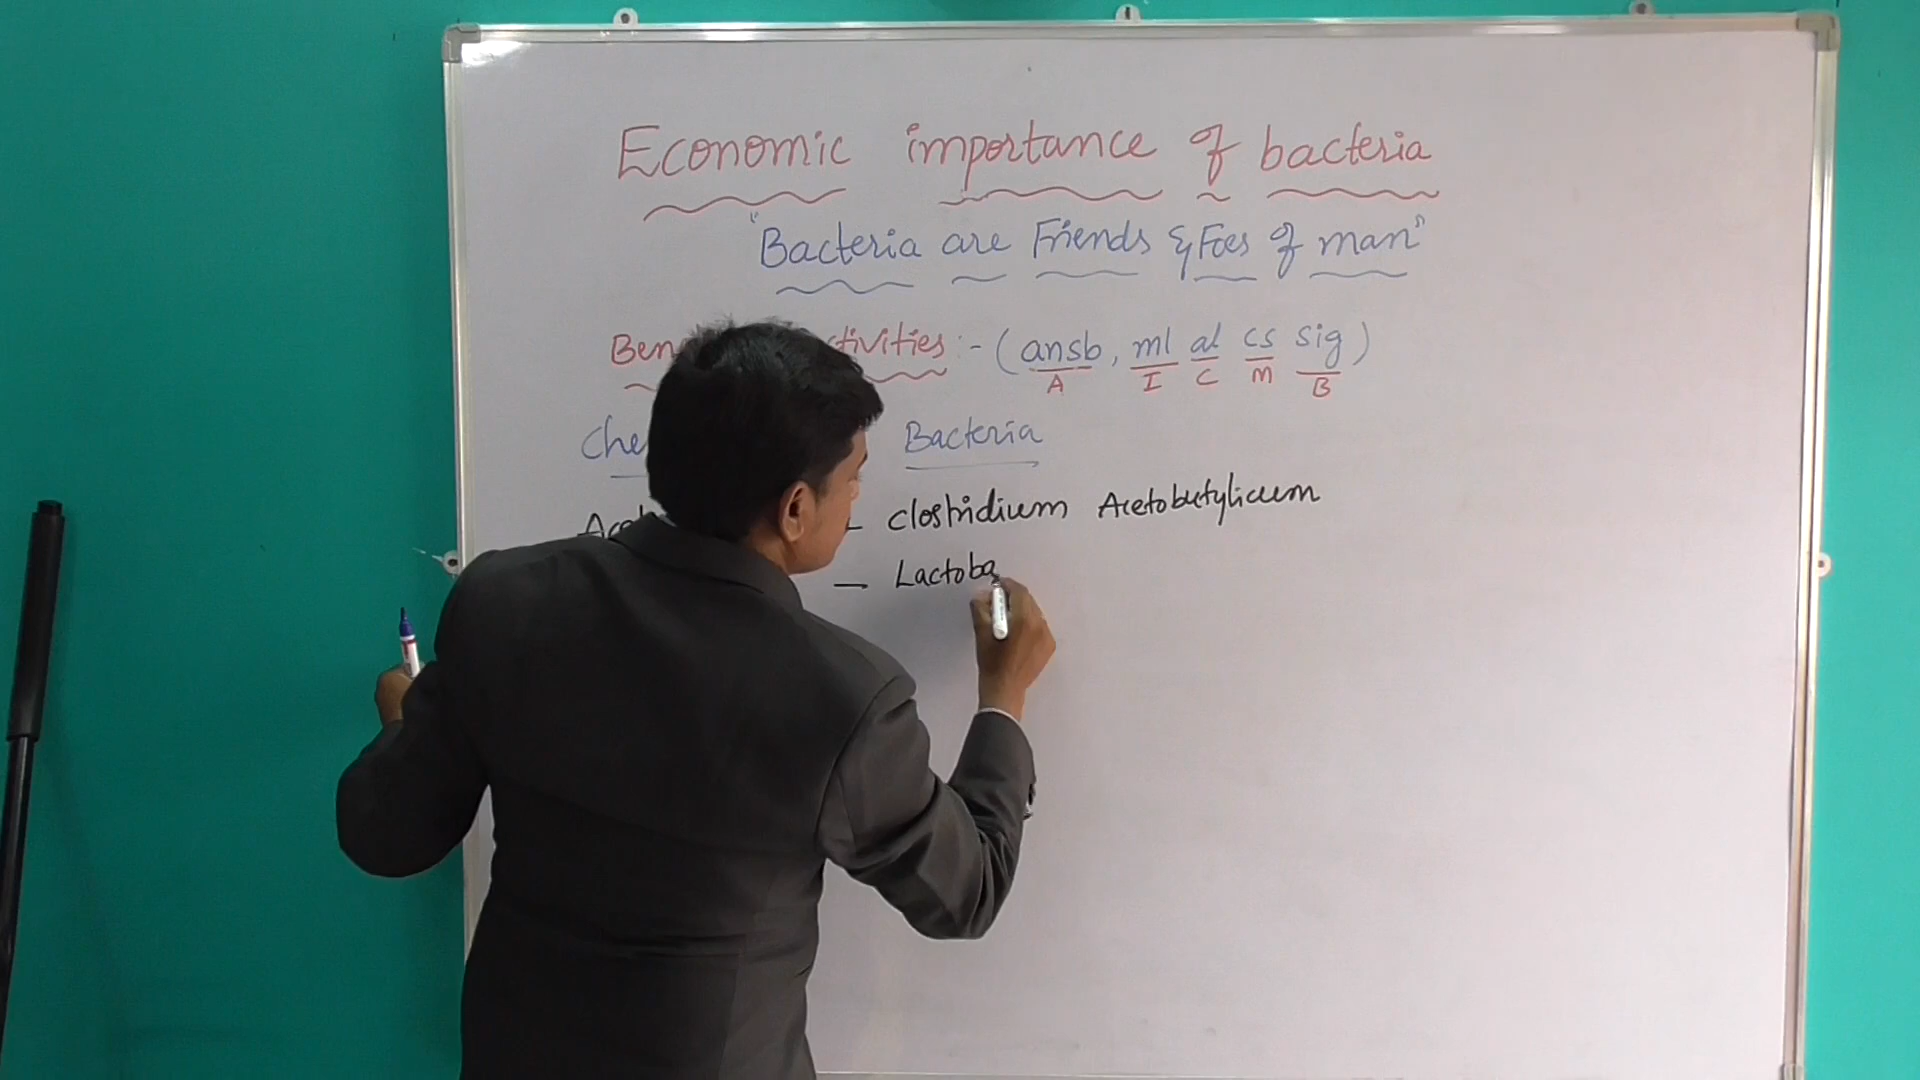 Economic importance of bacteria
"Bacteria are Friends & Foes of man"
Ben ctivities :- (ansb, ml al cs sig)
A I C M B
Che Bacteria
Acet - clostridium Acetobutylicum
- Lactoba